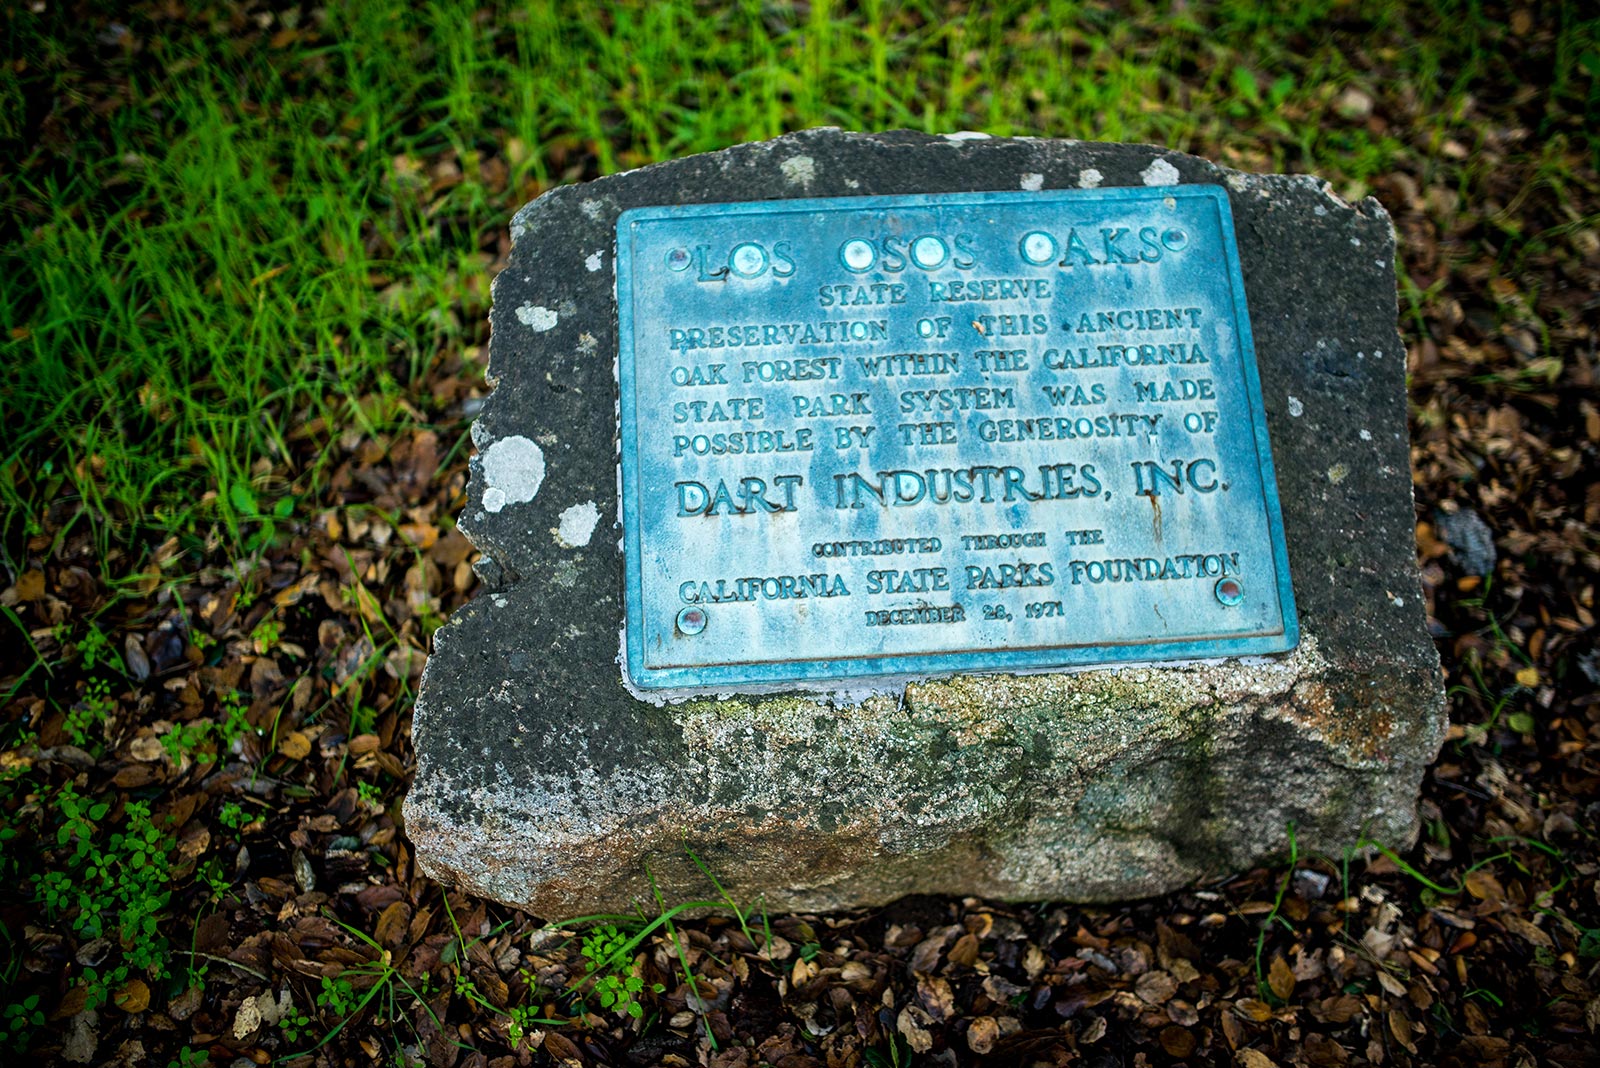 LOS OSOS OAKS
STATE RESERVE
PRESERVATION OF THIS ANCIENT
OAK FOREST WITHIN THE CALIFORNIA
STATE PARK SYSTEM WAS MADE
POSSIBLE BY THE GENEROSITY OF
DART INDUSTRIES, INC.
CONTRIBUTED THROUGH THE
CALIFORNIA STATE PARKS FOUNDATION
DECEMBER 28, 1971